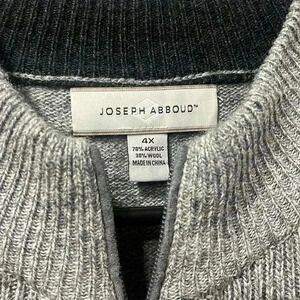 JOSEPH ABBOUD™
4X
70% ACRYLIC
30% WOOL
MADE IN CHINA